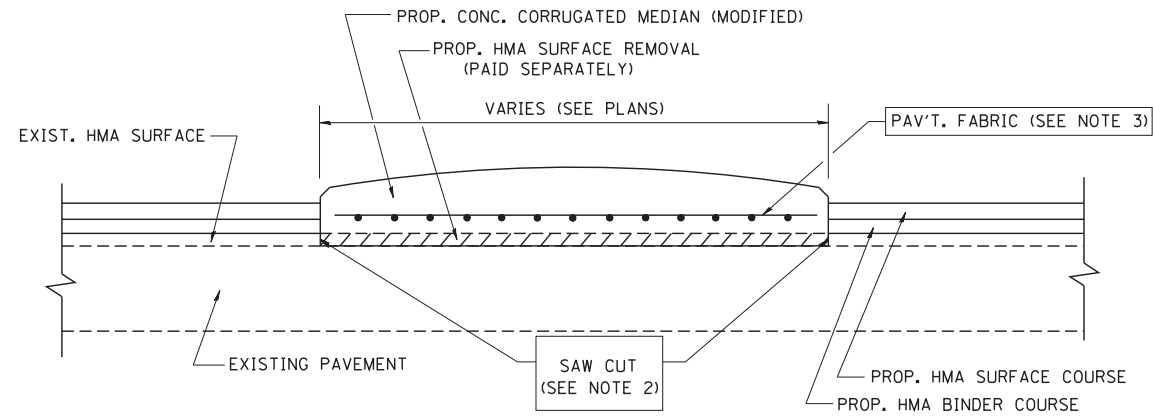 PROP. CONC. CORRUGATED MEDIAN (MODIFIED)
PROP. HMA SURFACE REMOVAL
(PAID SEPARATELY)
VARIES (SEE PLANS)
EXIST. HMA SURFACE
PAV'T. FABRIC (SEE NOTE 3)
EXISTING PAVEMENT
SAW CUT
(SEE NOTE 2)
PROP. HMA SURFACE COURSE
PROP. HMA BINDER COURSE